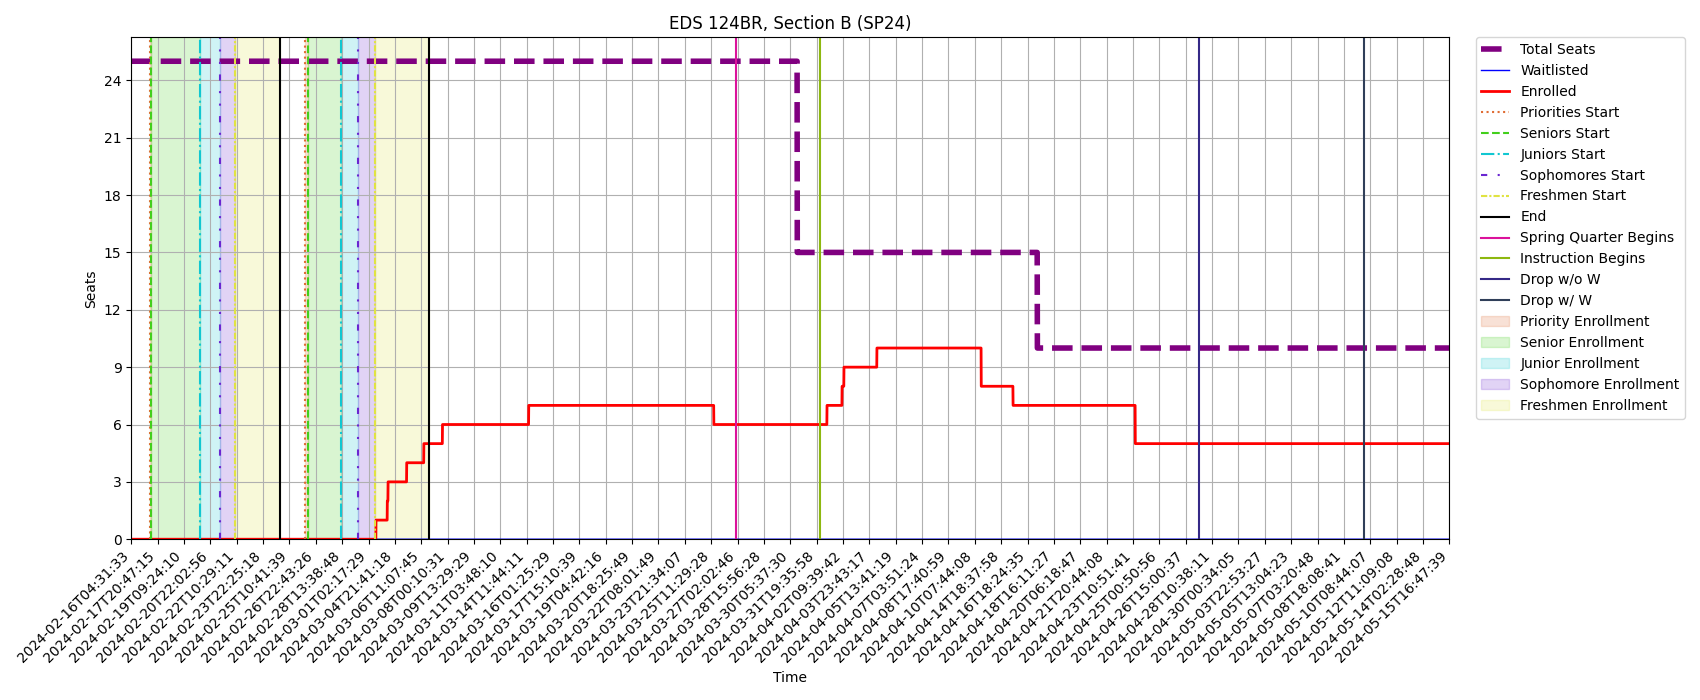 EDS 124BR, Section B (SP24)
Seats
24
21
18
15
12
9
6
3
0
2024-02-16T04:31:33
2024-02-17T20:47:15
2024-02-19T09:24:10
2024-02-20T22:02:56
2024-02-22T10:29:11
2024-02-23T22:25:18
2024-02-25T10:41:39
2024-02-26T22:43:26
2024-02-28T13:38:48
2024-03-01T02:17:29
2024-03-04T21:41:18
2024-03-06T11:07:45
2024-03-08T00:10:31
2024-03-09T13:29:29
2024-03-11T03:48:10
2024-03-14T11:44:11
2024-03-16T01:25:29
2024-03-17T15:10:39
2024-03-19T04:42:16
2024-03-20T18:25:49
2024-03-22T08:01:49
2024-03-23T21:34:07
2024-03-25T11:29:28
2024-03-27T02:02:46
2024-03-28T15:56:28
2024-03-30T05:37:30
2024-03-31T19:35:58
2024-04-02T09:39:42
2024-04-03T23:43:17
2024-04-05T13:41:19
2024-04-07T03:51:24
2024-04-08T17:40:59
2024-04-10T07:44:08
2024-04-14T18:37:58
2024-04-16T18:24:35
2024-04-18T16:11:27
2024-04-20T06:18:47
2024-04-21T20:44:08
2024-04-23T10:51:41
2024-04-25T00:50:56
2024-04-26T15:00:37
2024-04-28T10:38:11
2024-04-30T00:34:05
2024-05-03T22:53:27
2024-05-05T13:04:23
2024-05-07T03:20:48
2024-05-08T18:08:41
2024-05-10T08:44:07
2024-05-12T11:09:08
2024-05-14T02:28:48
2024-05-15T16:47:39
Time
Total Seats
Waitlisted
Enrolled
Priorities Start
Seniors Start
Juniors Start
Sophomores Start
Freshmen Start
End
Spring Quarter Begins
Instruction Begins
Drop w/o W
Drop w/ W
Priority Enrollment
Senior Enrollment
Junior Enrollment
Sophomore Enrollment
Freshmen Enrollment